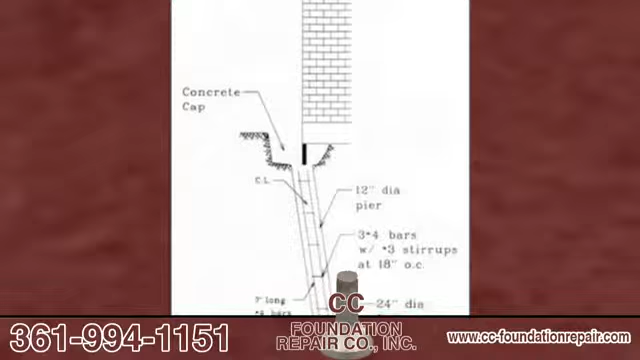 Concrete
Cap
C.L.
12" dia
pier
3#4 bars
w/ #3 stirrups
at 18" o.c.
long
bars
24" dia
CC
FOUNDATION
REPAIR CO., INC.
361-994-1151
www.cc-foundationrepair.com